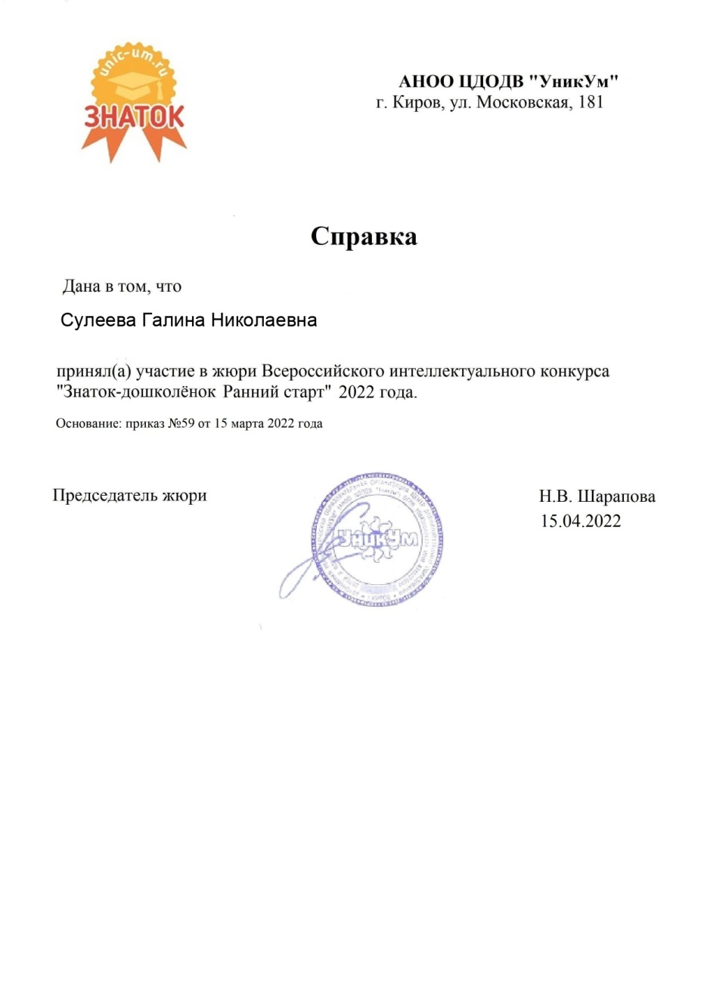 unic-um.ru
ЗНАТОК
АНОО ЦДОДВ "УникУм"
г. Киров, ул. Московская, 181
Справка
Дана в том, что
Сулеева Галина Николаевна
принял(а) участие в жюри Всероссийского интеллектуального конкурса
"Знаток-дошколёнок Ранний старт" 2022 года.
Основание: приказ №59 от 15 марта 2022 года
Председатель жюри
УникУм
Н.В. Шарапова
15.04.2022